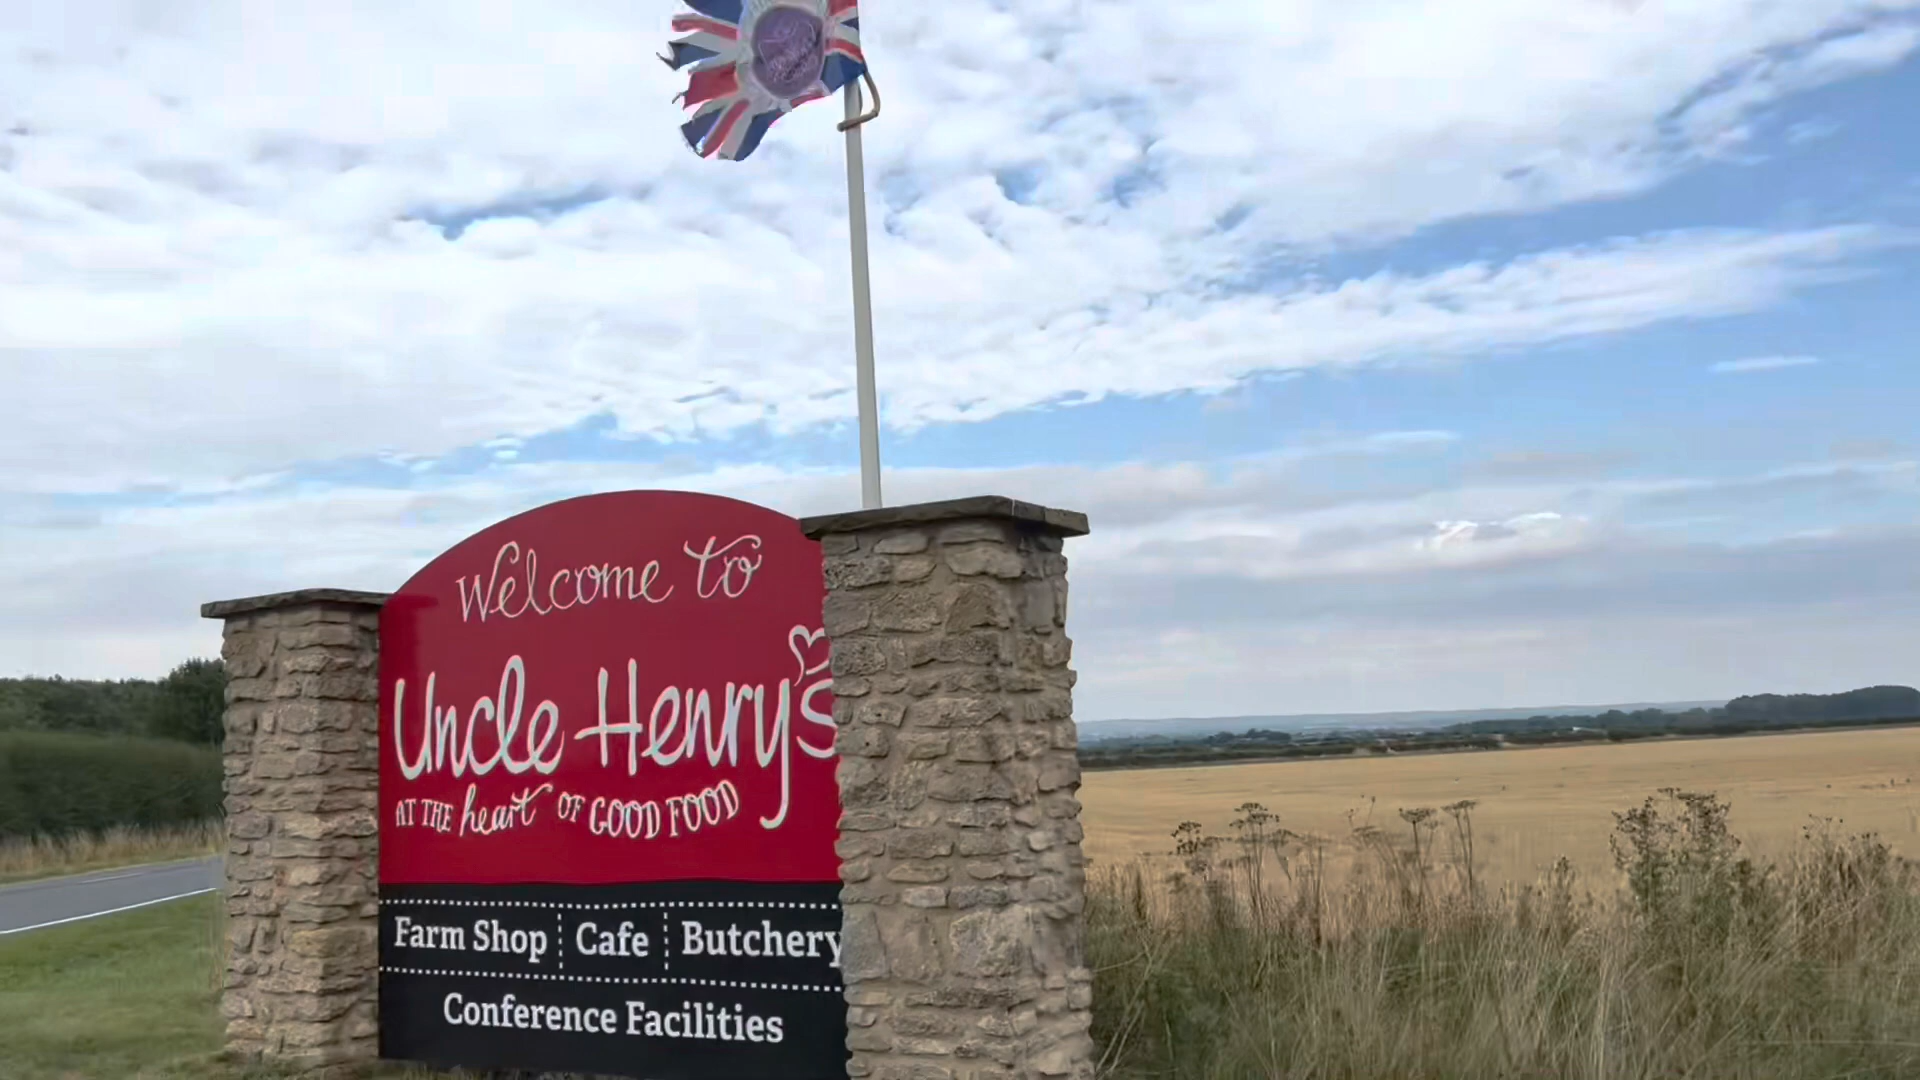 Welcome to
Uncle Henry's
AT THE heart OF GOOD FOOD
Farm Shop Cafe Butchery
Conference Facilities